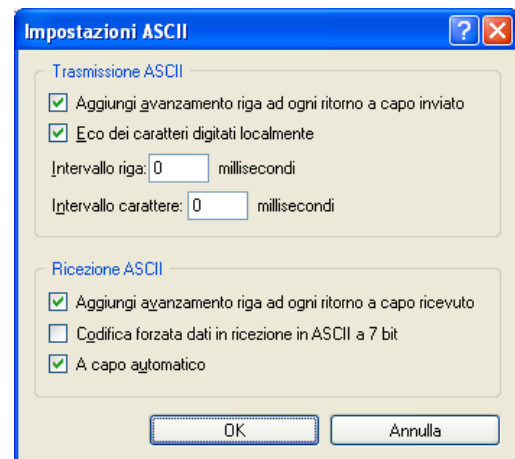 Impostazioni ASCII
Trasmissione ASCII
Aggiungi avanzamento riga ad ogni ritorno a capo inviato
Eco dei caratteri digitati localmente
Intervallo riga: 0 millisecondi
Intervallo carattere: 0 millisecondi
Ricezione ASCII
Aggiungi avanzamento riga ad ogni ritorno a capo ricevuto
Codifica forzata dati in ricezione in ASCII a 7 bit
A capo automatico
OK Annulla